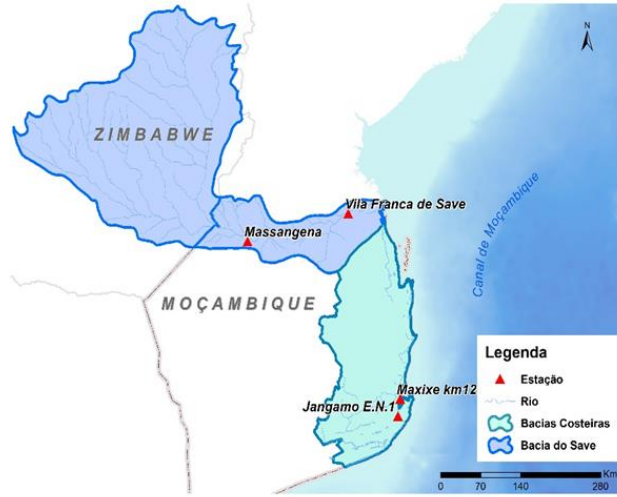 N
ZIMBABWE
Canal de Moçambique
Vila Franca de Save
Massangena
MOÇAMBIQUE
Legenda
Estação
Rio
Bacias Costeiras
Bacia do Save
Maxixe km12
Jangamo E.N.1
Km
0 70 140 280